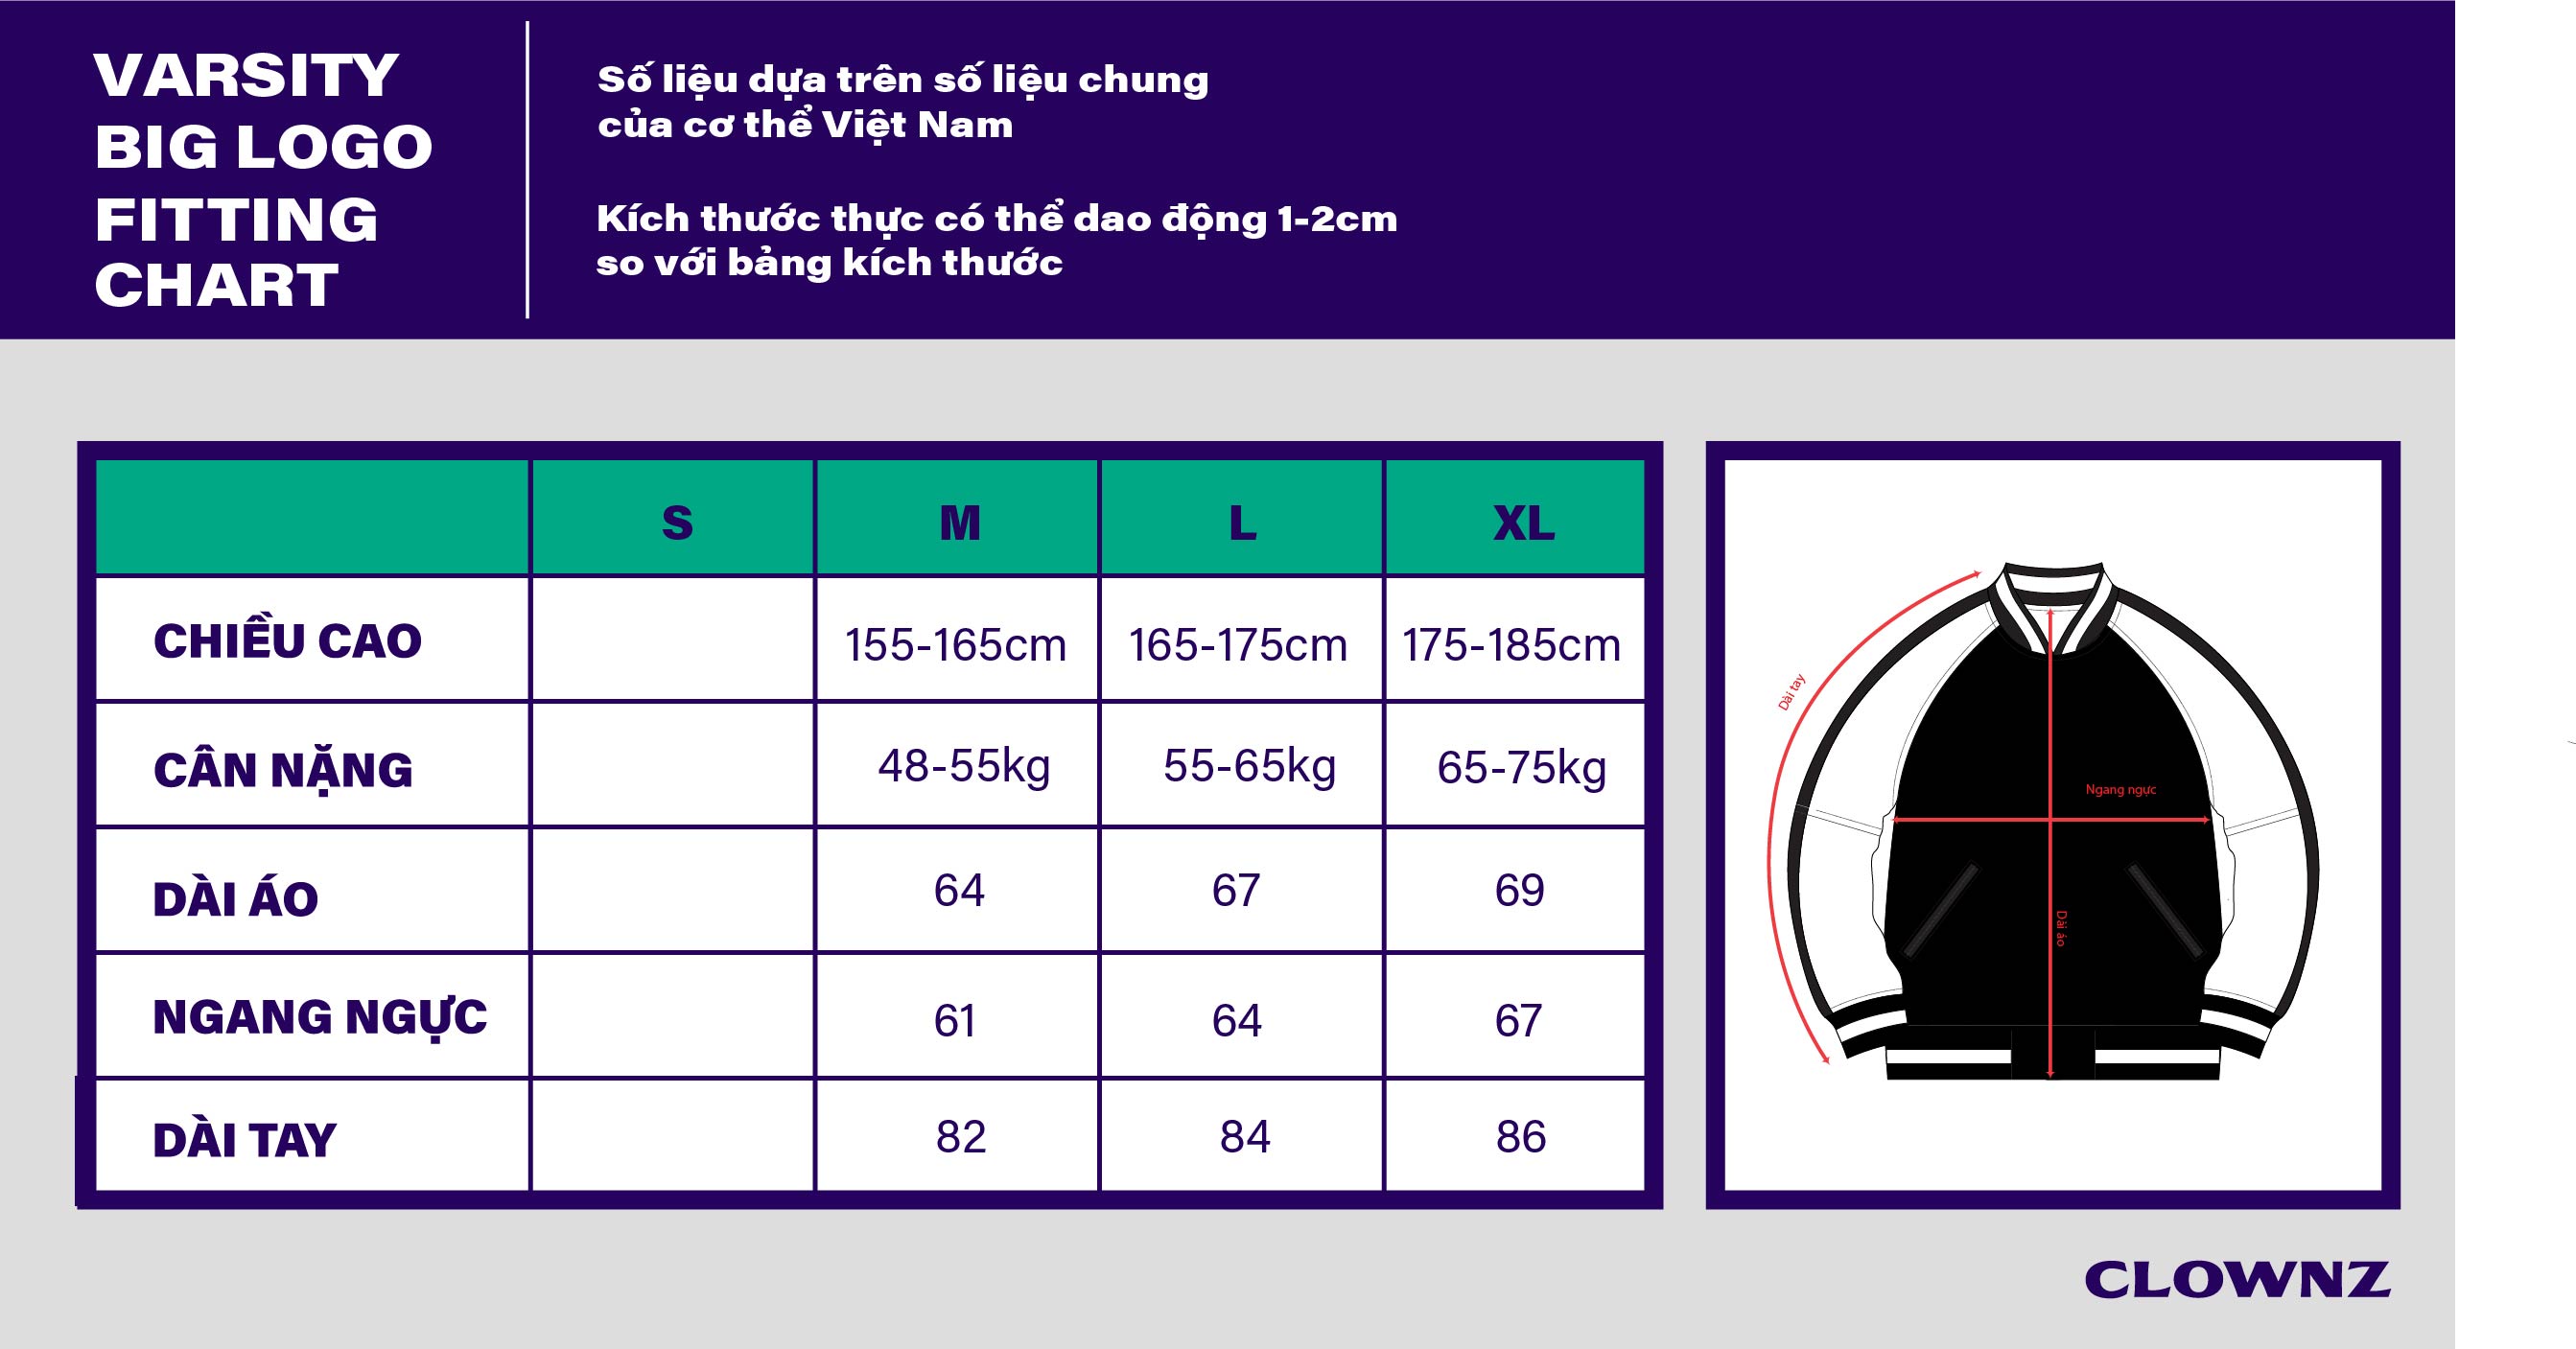 VARSITY
BIG LOGO
FITTING
CHART
Số liệu dựa trên số liệu chung
của cơ thể Việt Nam
Kích thước thực có thể dao động 1-2cm
so với bảng kích thước
S M L XL
CHIỀU CAO 155-165cm 165-175cm 175-185cm
CÂN NẶNG 48-55kg 55-65kg 65-75kg
DÀI ÁO 64 67 69
NGANG NGỰC 61 64 67
DÀI TAY 82 84 86
Dài tay
Ngang ngực
Dài áo
CLOWNZ